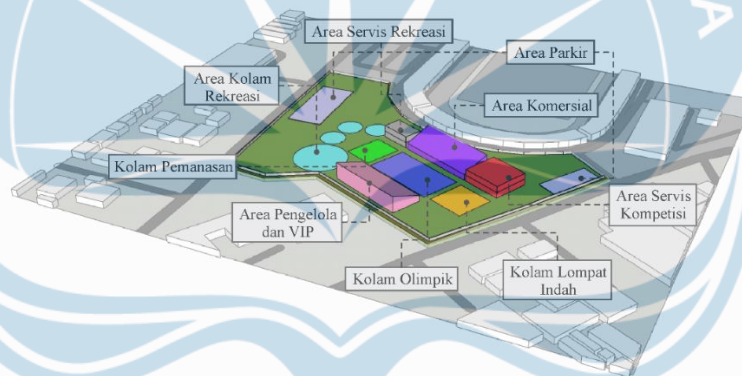 Area Servis Rekreasi
Area Parkir
Area Kolam
Rekreasi
Area Komersial
Kolam Pemanasan
Area Servis
Kompetisi
Area Pengelola
dan VIP
Kolam Olimpik
Kolam Lompat
Indah
A